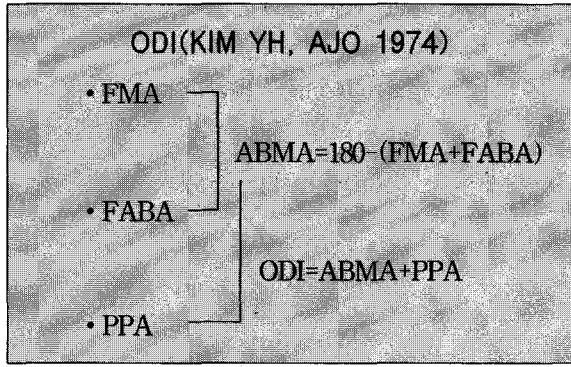 ODI(KIM YH, AJO 1974)
• FMA
ABMA=180-(FMA+FABA)
• FABA
ODI=ABMA+PPA
• PPA